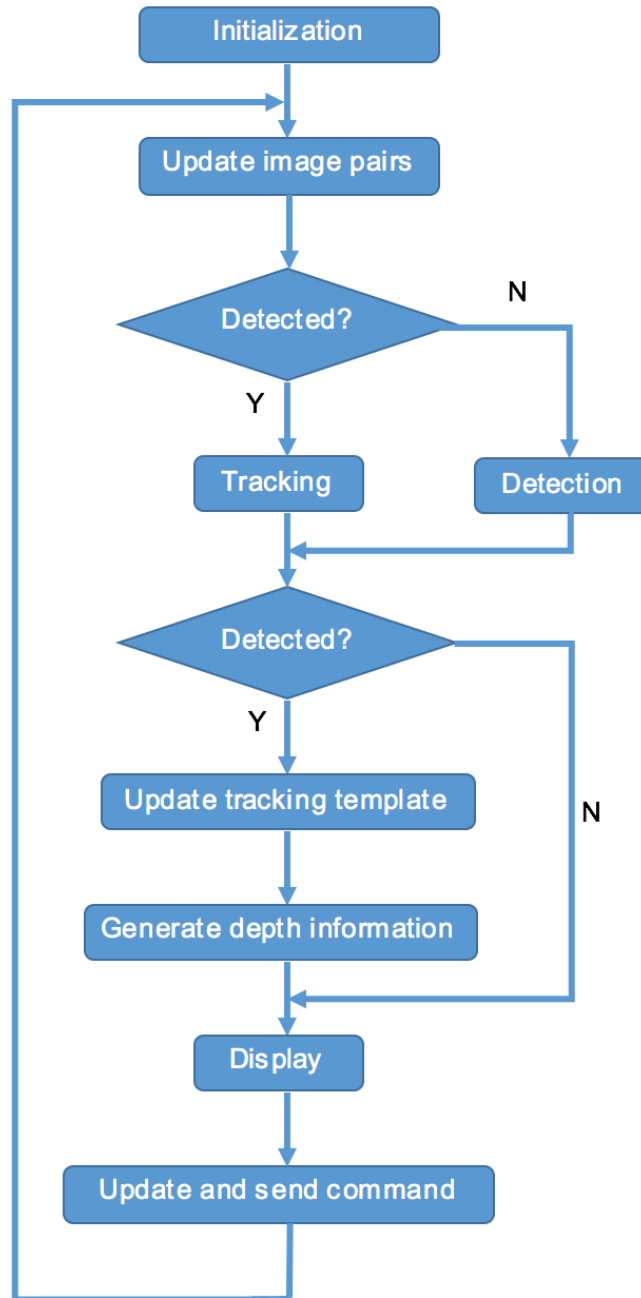 Initialization
Update image pairs
Detected?
N
Y
Tracking
Detection
Detected?
Y
Update tracking template
N
Generate depth information
Display
Update and send command